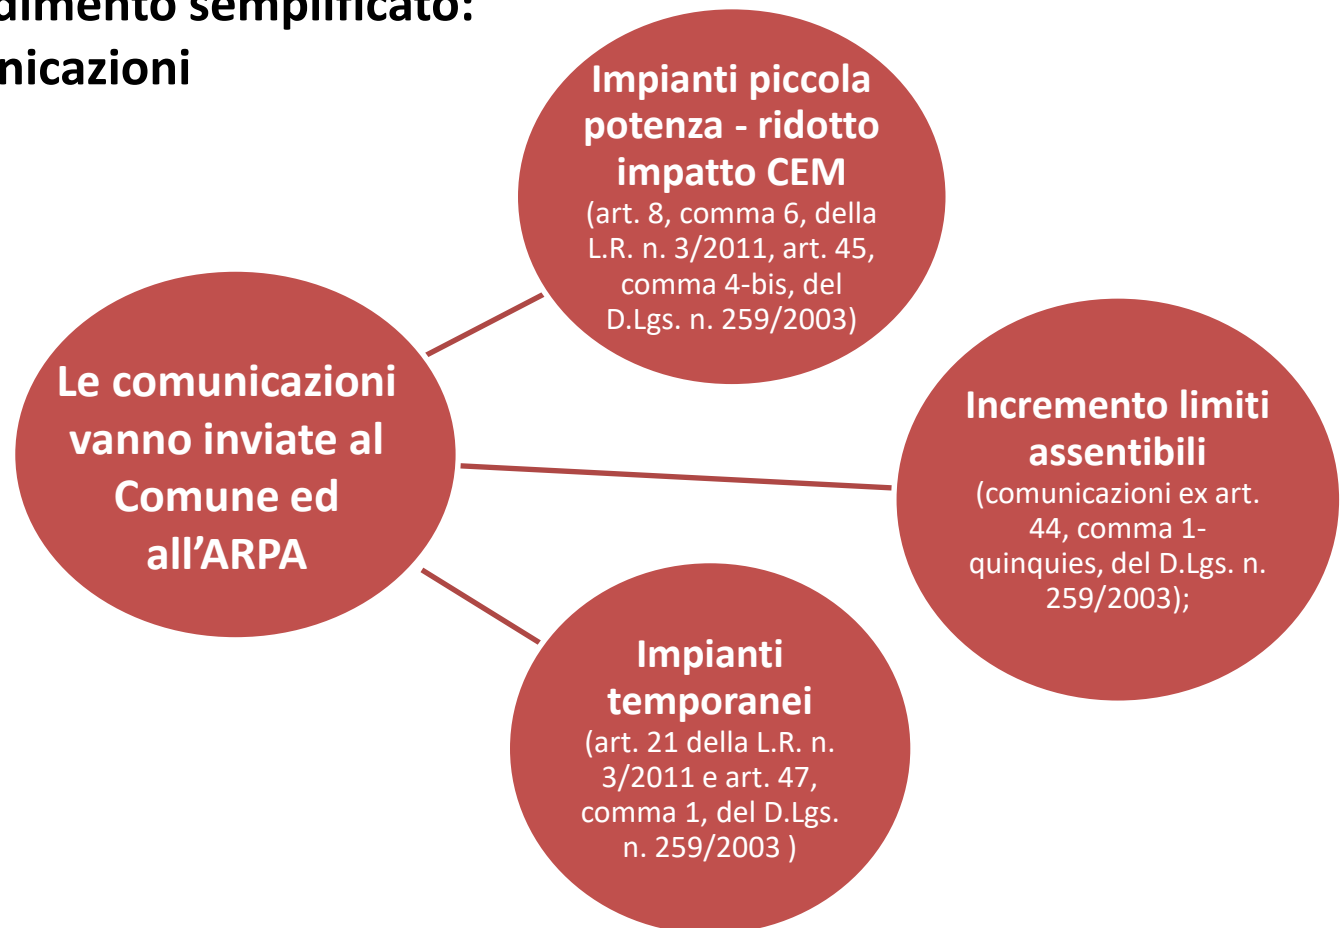 dimento semplificato:
nicazioni
Impianti piccola
potenza - ridotto
impatto CEM
(art. 8, comma 6, della
L.R. n. 3/2011, art. 45,
comma 4-bis, del
D.Lgs. n. 259/2003)
Le comunicazioni
vanno inviate al
Comune ed
all’ARPA
Incremento limiti
assentibili
(comunicazioni ex art.
44, comma 1-
quinquies, del D.Lgs. n.
259/2003);
Impianti
temporanei
(art. 21 della L.R. n.
3/2011 e art. 47,
comma 1, del D.Lgs.
n. 259/2003 )